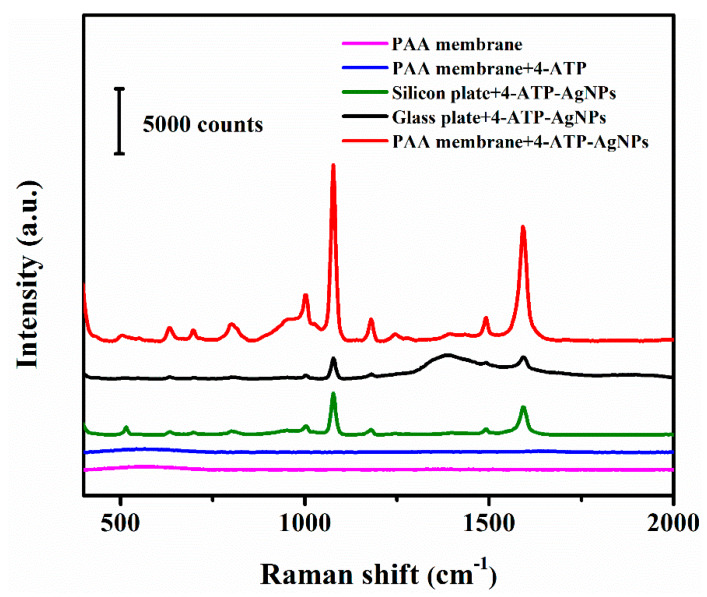 PAA membrane
PAA membrane+4-ATP
Silicon plate+4-ATP-AgNPs
Glass plate+4-ATP-AgNPs
PAA membrane+4-ATP-AgNPs
5000 counts
Intensity (a.u.)
500 1000 1500 2000
Raman shift (cm⁻¹)